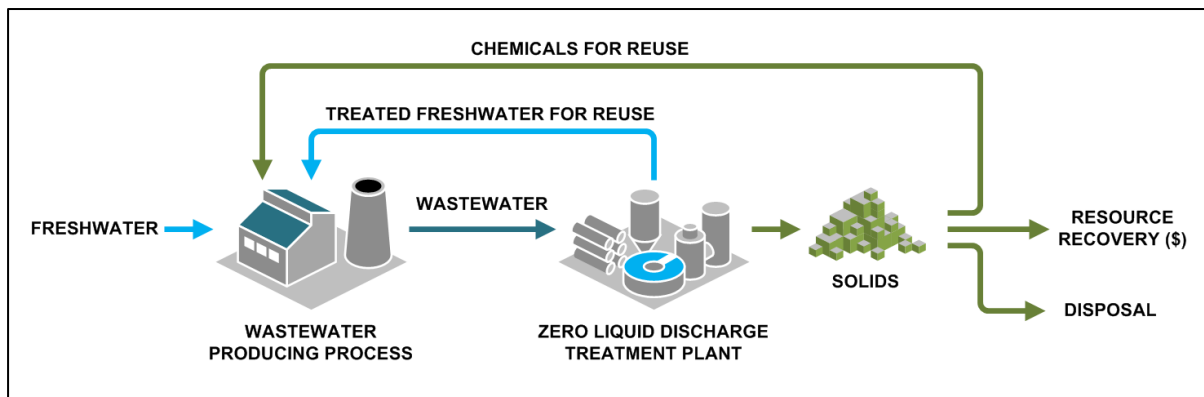 CHEMICALS FOR REUSE
TREATED FRESHWATER FOR REUSE
FRESHWATER
WASTEWATER
SOLIDS
RESOURCE
RECOVERY ($)
DISPOSAL
WASTEWATER
PRODUCING PROCESS
ZERO LIQUID DISCHARGE
TREATMENT PLANT